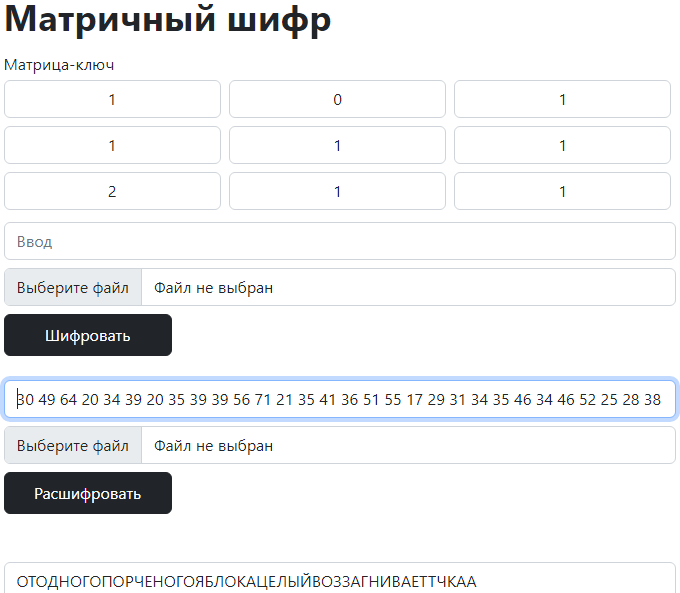 Матричный шифр
Матрица-ключ
1 0 1
1 1 1
2 1 1
Ввод
Выберите файл Файл не выбран
Шифровать
30 49 64 20 34 39 20 35 39 39 56 71 21 35 41 36 51 55 17 29 31 34 35 46 34 46 52 25 28 38
Выберите файл Файл не выбран
Расшифровать
ОТОДНОГОПОРЧЕНОГОЯБЛОКАЦЕЛЫЙВОЗЗАГНИВАЕТТЧКАА